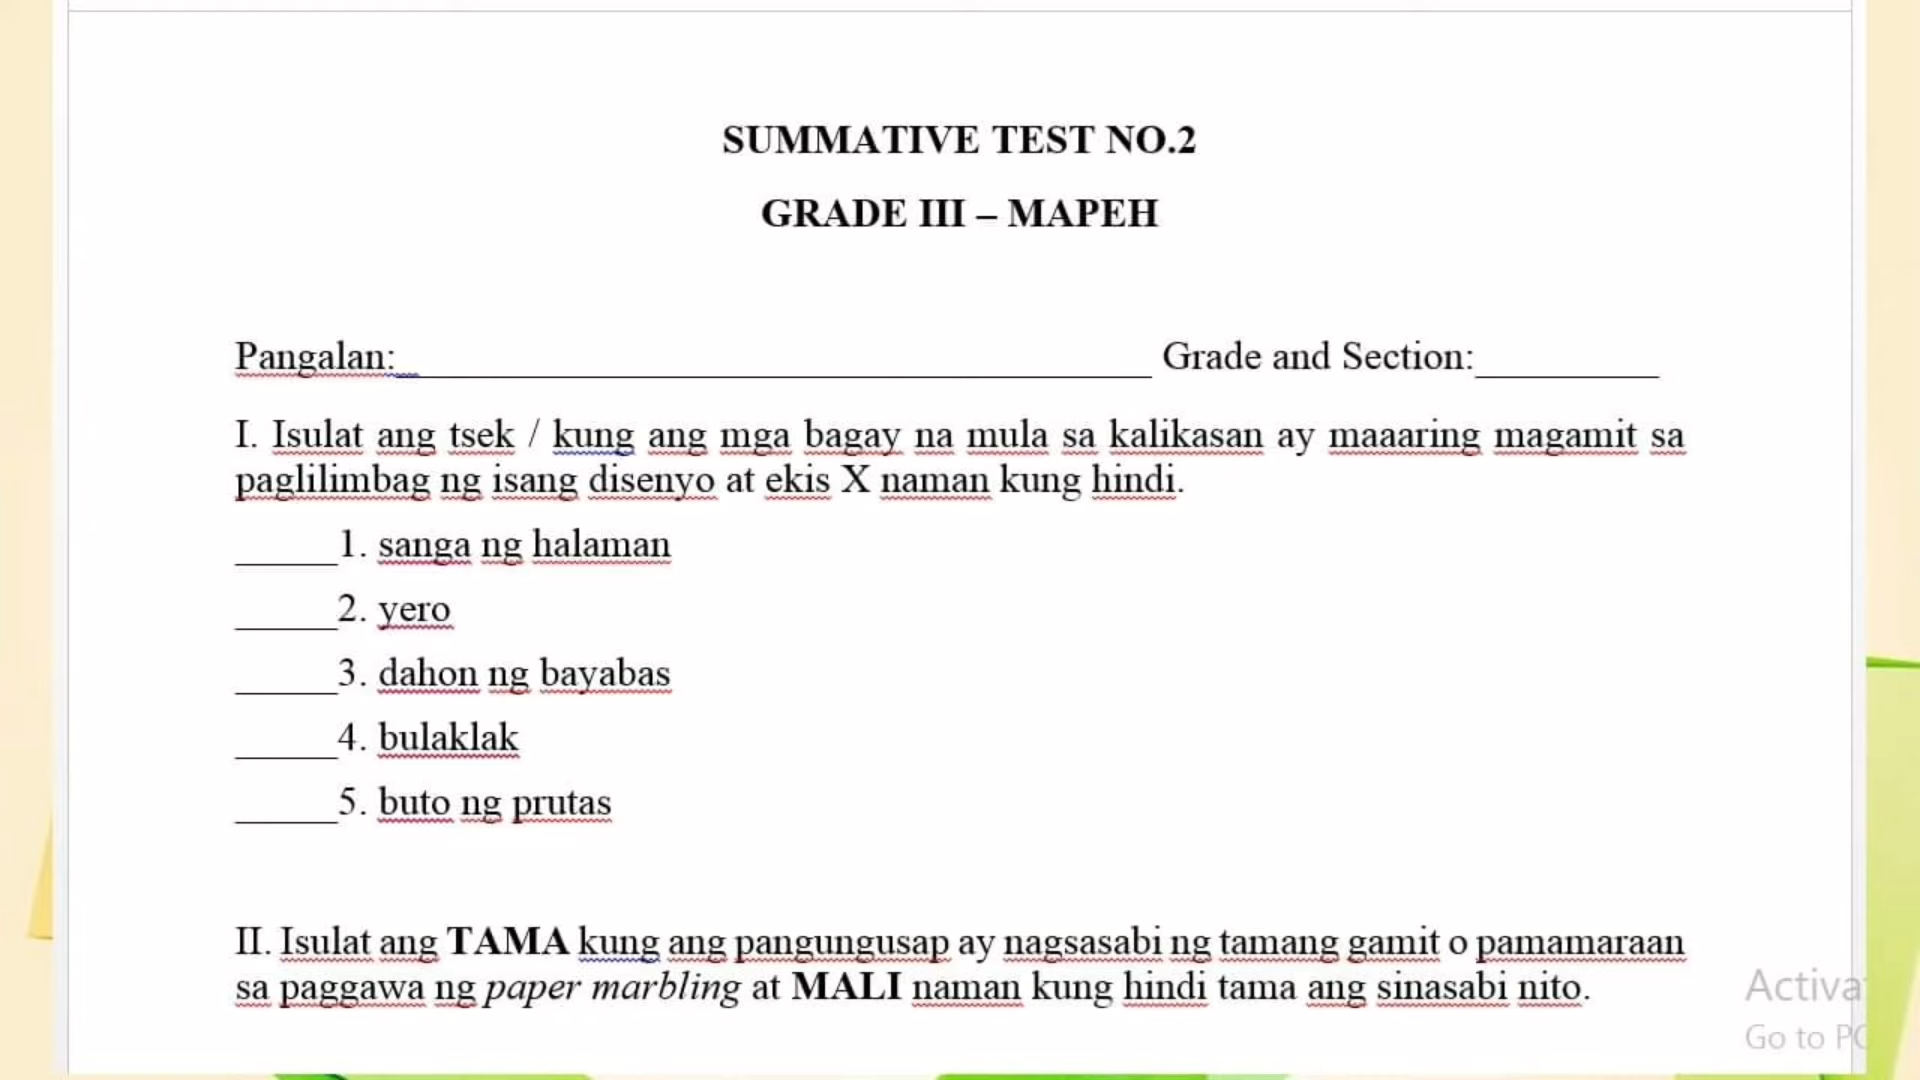 SUMMATIVE TEST NO.2
GRADE III – MAPEH
Pangalan:________________________________________ Grade and Section:__________
I. Isulat ang tsek / kung ang mga bagay na mula sa kalikasan ay maaaring magamit sa
paglilimbag ng isang disenyo at ekis X naman kung hindi.
_____1. sanga ng halaman
_____2. yero
_____3. dahon ng bayabas
_____4. bulaklak
_____5. buto ng prutas
II. Isulat ang TAMA kung ang pangungusap ay nagsasabi ng tamang gamit o pamamaraan
sa paggawa ng paper marbling at MALI naman kung hindi tama ang sinasabi nito.
Go to